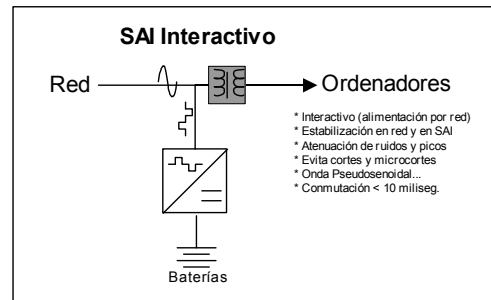 SAI Interactivo
Red
Ordenadores
* Interactivo (alimentación por red)
* Estabilización en red y en SAI
* Atenuación de ruidos y picos
* Evita cortes y microcortes
* Onda Pseudosenoidal...
* Conmutación < 10 miliseg.
Baterías